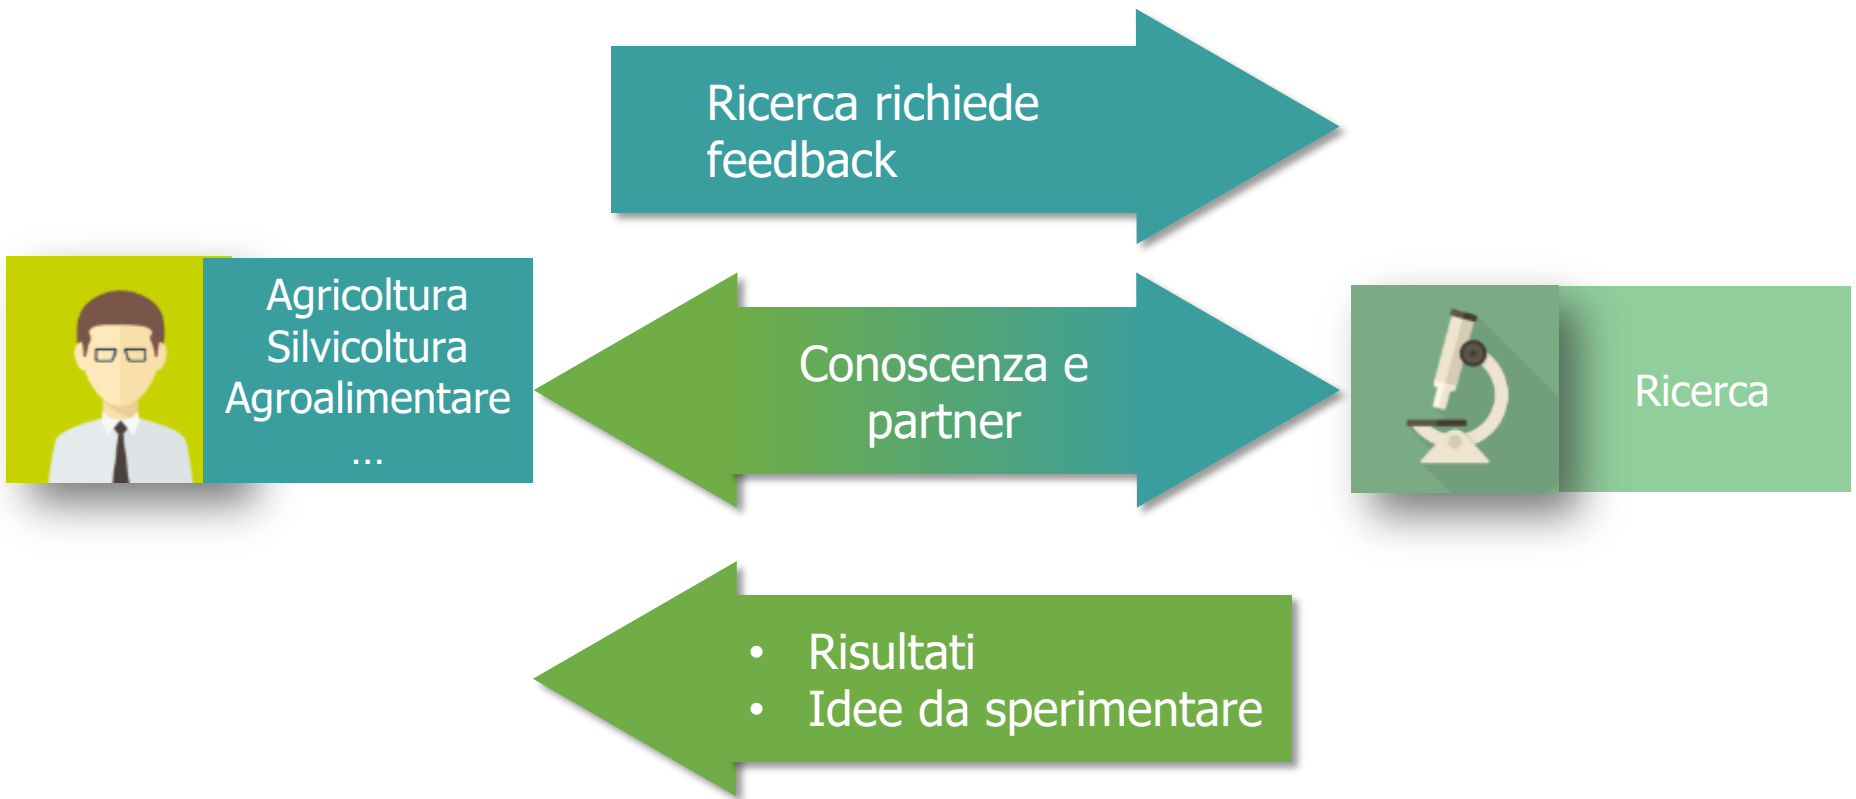 Ricerca richiede
feedback
Agricoltura
Silvicoltura
Agroalimentare
...
Conoscenza e
partner
Ricerca
• Risultati
• Idee da sperimentare